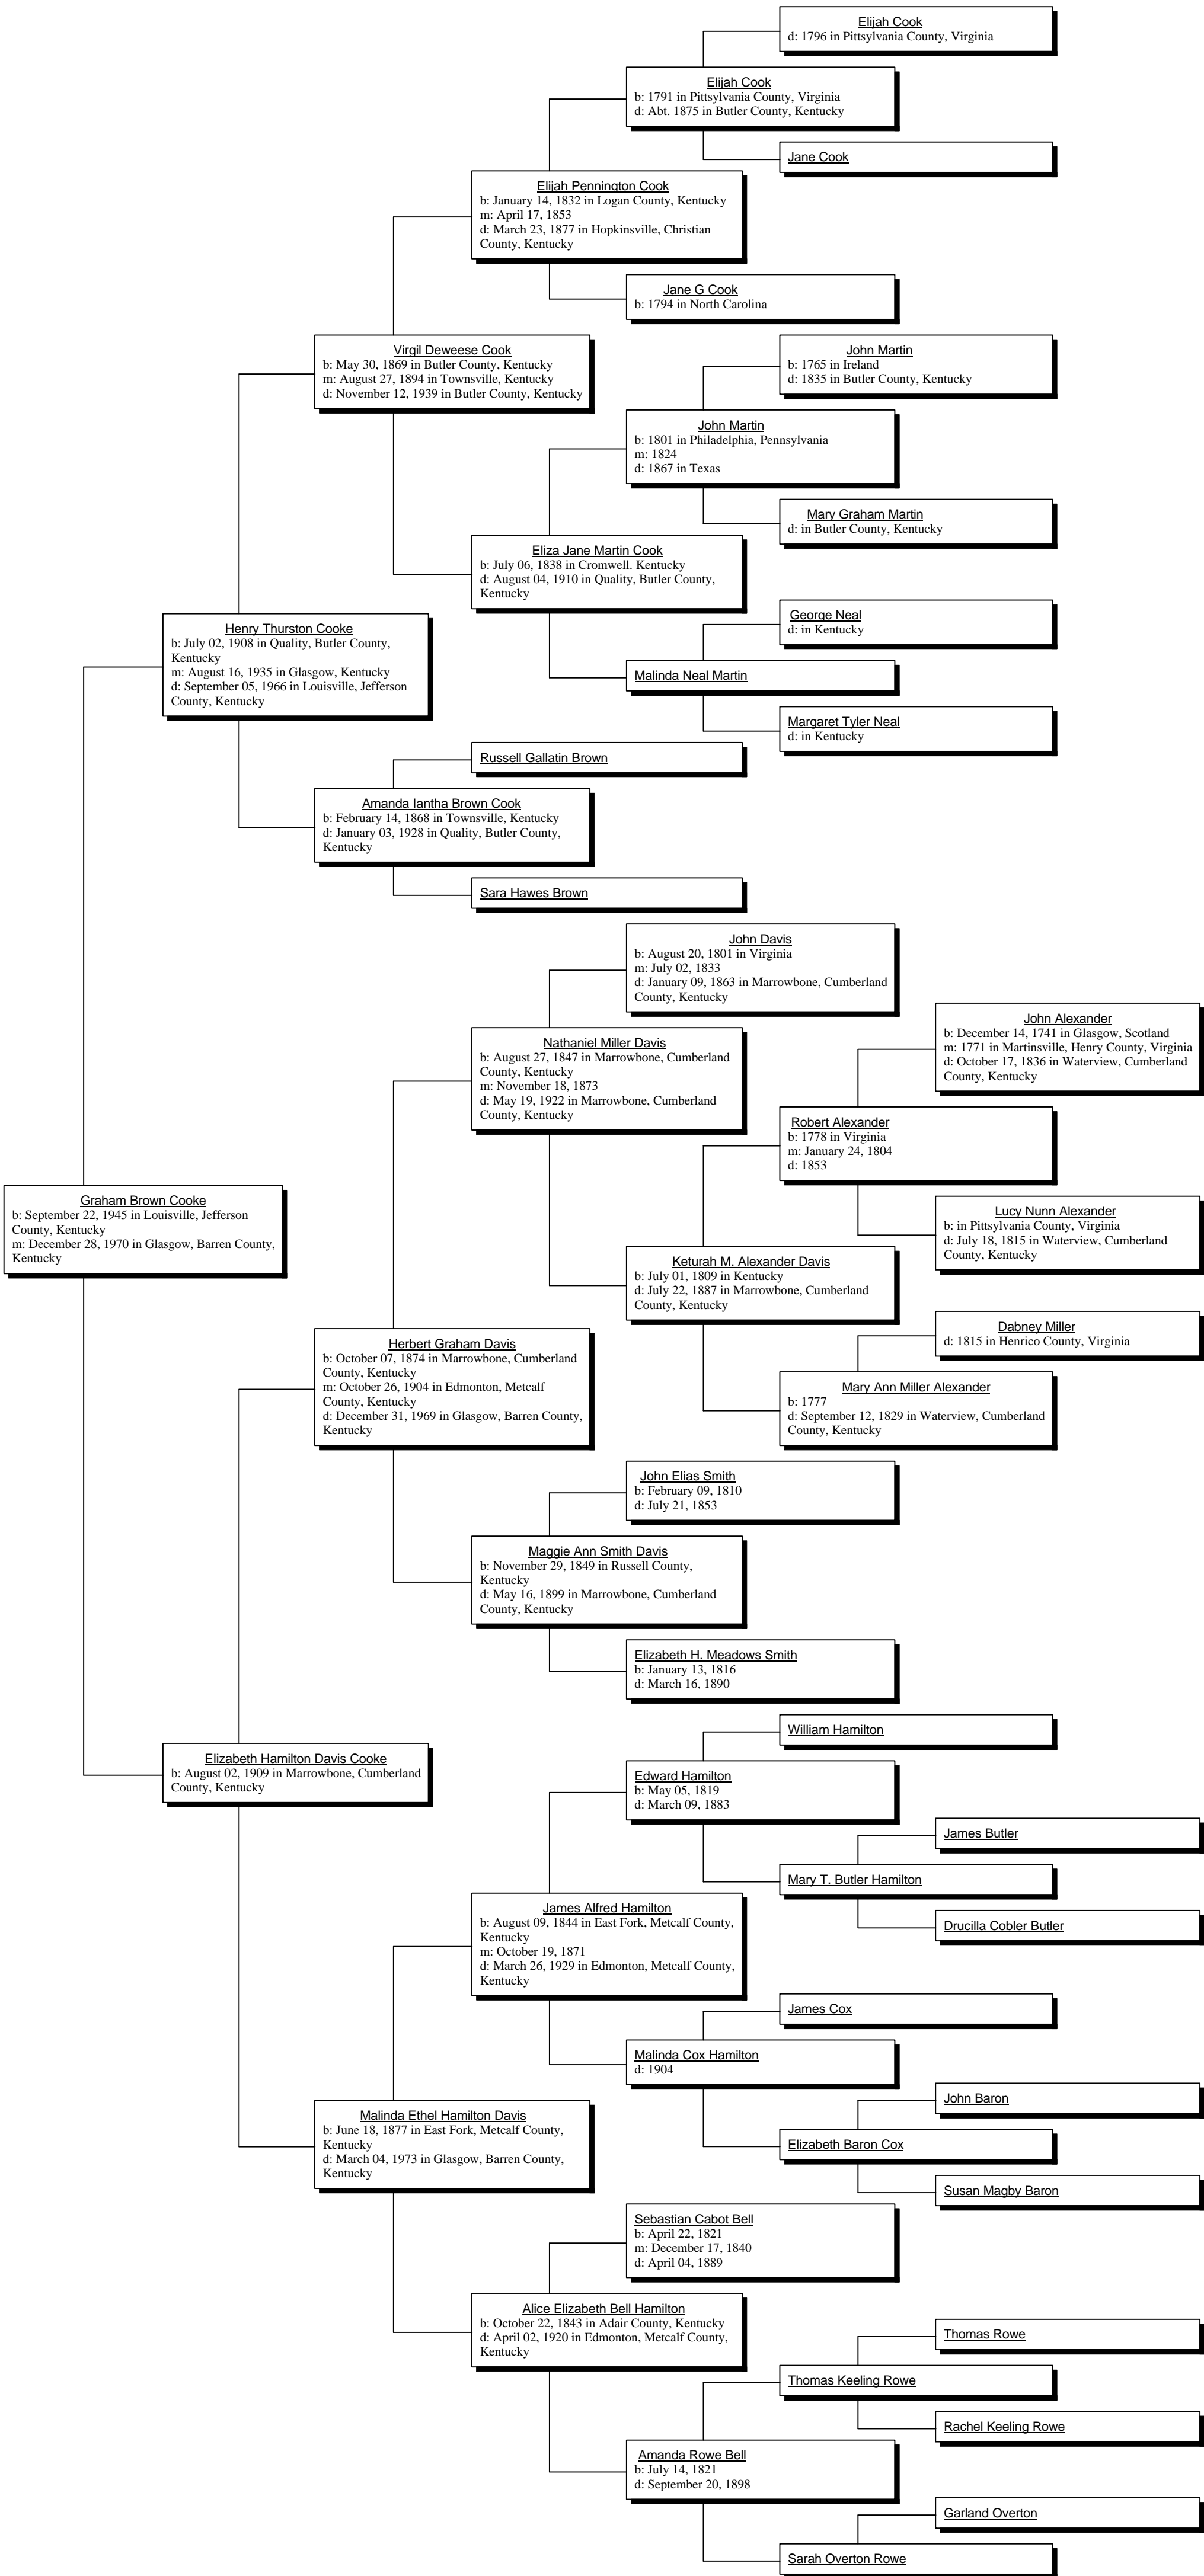 Elijah Cook
d: 1796 in Pittsylvania County, Virginia
Elijah Cook
b: 1791 in Pittsylvania County, Virginia
d: Abt. 1875 in Butler County, Kentucky
Jane Cook
Elijah Pennington Cook
b: January 14, 1832 in Logan County, Kentucky
m: April 17, 1853
d: March 23, 1877 in Hopkinsville, Christian
County, Kentucky
Jane G Cook
b: 1794 in North Carolina
Virgil Deweese Cook
b: May 30, 1869 in Butler County, Kentucky
m: August 27, 1894 in Townsville, Kentucky
d: November 12, 1939 in Butler County, Kentucky
John Martin
b: 1765 in Ireland
d: 1835 in Butler County, Kentucky
John Martin
b: 1801 in Philadelphia, Pennsylvania
m: 1824
d: 1867 in Texas
Mary Graham Martin
d: in Butler County, Kentucky
Eliza Jane Martin Cook
b: July 06, 1838 in Cromwell. Kentucky
d: August 04, 1910 in Quality, Butler County,
Kentucky
George Neal
d: in Kentucky
Malinda Neal Martin
Margaret Tyler Neal
d: in Kentucky
Henry Thurston Cooke
b: July 02, 1908 in Quality, Butler County,
Kentucky
m: August 16, 1935 in Glasgow, Kentucky
d: September 05, 1966 in Louisville, Jefferson
County, Kentucky
Russell Gallatin Brown
Amanda Iantha Brown Cook
b: February 14, 1868 in Townsville, Kentucky
d: January 03, 1928 in Quality, Butler County,
Kentucky
Sara Hawes Brown
John Davis
b: August 20, 1801 in Virginia
m: July 02, 1833
d: January 09, 1863 in Marrowbone, Cumberland
County, Kentucky
Nathaniel Miller Davis
b: August 27, 1847 in Marrowbone, Cumberland
County, Kentucky
m: November 18, 1873
d: May 19, 1922 in Marrowbone, Cumberland
County, Kentucky
John Alexander
b: December 14, 1741 in Glasgow, Scotland
m: 1771 in Martinsville, Henry County, Virginia
d: October 17, 1836 in Waterview, Cumberland
County, Kentucky
Robert Alexander
b: 1778 in Virginia
m: January 24, 1804
d: 1853
Lucy Nunn Alexander
b: in Pittsylvania County, Virginia
d: July 18, 1815 in Waterview, Cumberland
County, Kentucky
Graham Brown Cooke
b: September 22, 1945 in Louisville, Jefferson
County, Kentucky
m: December 28, 1970 in Glasgow, Barren County,
Kentucky
Keturah M. Alexander Davis
b: July 01, 1809 in Kentucky
d: July 22, 1887 in Marrowbone, Cumberland
County, Kentucky
Dabney Miller
d: 1815 in Henrico County, Virginia
Mary Ann Miller Alexander
b: 1777
d: September 12, 1829 in Waterview, Cumberland
County, Kentucky
Herbert Graham Davis
b: October 07, 1874 in Marrowbone, Cumberland
County, Kentucky
m: October 26, 1904 in Edmonton, Metcalf
County, Kentucky
d: December 31, 1969 in Glasgow, Barren County,
Kentucky
John Elias Smith
b: February 09, 1810
d: July 21, 1853
Maggie Ann Smith Davis
b: November 29, 1849 in Russell County,
Kentucky
d: May 16, 1899 in Marrowbone, Cumberland
County, Kentucky
Elizabeth H. Meadows Smith
b: January 13, 1816
d: March 16, 1890
Elizabeth Hamilton Davis Cooke
b: August 02, 1909 in Marrowbone, Cumberland
County, Kentucky
William Hamilton
Edward Hamilton
b: May 05, 1819
d: March 09, 1883
James Butler
Mary T. Butler Hamilton
Drucilla Cobler Butler
James Alfred Hamilton
b: August 09, 1844 in East Fork, Metcalf County,
Kentucky
m: October 19, 1871
d: March 26, 1929 in Edmonton, Metcalf County,
Kentucky
James Cox
Malinda Cox Hamilton
d: 1904
John Baron
Elizabeth Baron Cox
Susan Magby Baron
Malinda Ethel Hamilton Davis
b: June 18, 1877 in East Fork, Metcalf County,
Kentucky
d: March 04, 1973 in Glasgow, Barren County,
Kentucky
Sebastian Cabot Bell
b: April 22, 1821
m: December 17, 1840
d: April 04, 1889
Alice Elizabeth Bell Hamilton
b: October 22, 1843 in Adair County, Kentucky
d: April 02, 1920 in Edmonton, Metcalf County,
Kentucky
Thomas Rowe
Thomas Keeling Rowe
Rachel Keeling Rowe
Amanda Rowe Bell
b: July 14, 1821
d: September 20, 1898
Garland Overton
Sarah Overton Rowe